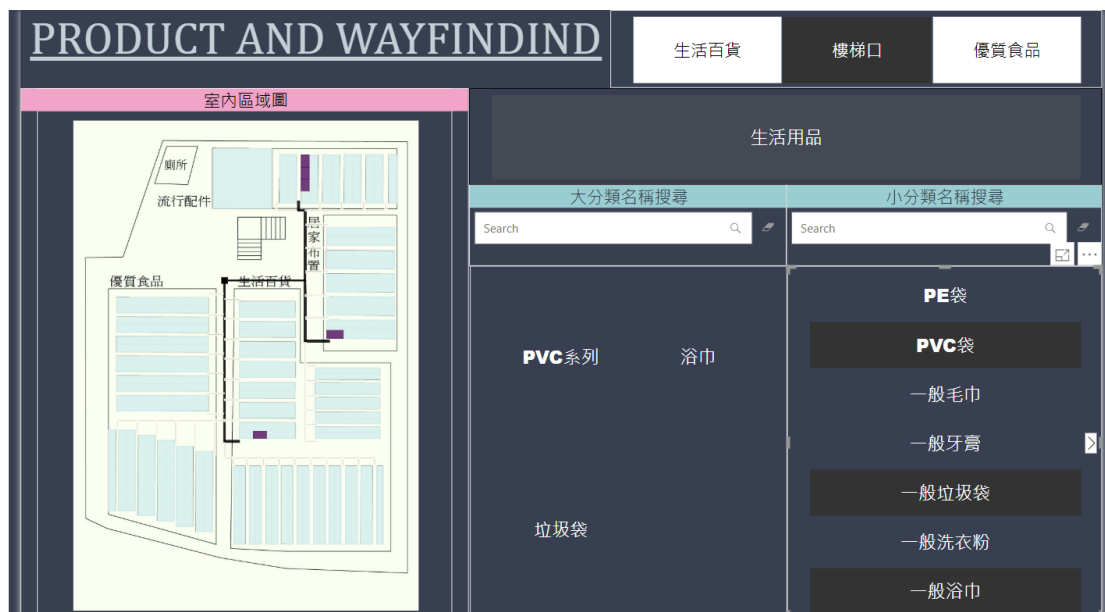 PRODUCT AND WAYFINDIND
生活百貨
樓梯口
優質食品
室內區域圖
廁所
流行配件
居家布置
優質食品
生活百貨
生活用品
大分類名稱搜尋
小分類名稱搜尋
Search
Search
PVC系列
浴巾
垃圾袋
PE袋
PVC袋
一般毛巾
一般牙膏
一般垃圾袋
一般洗衣粉
一般浴巾